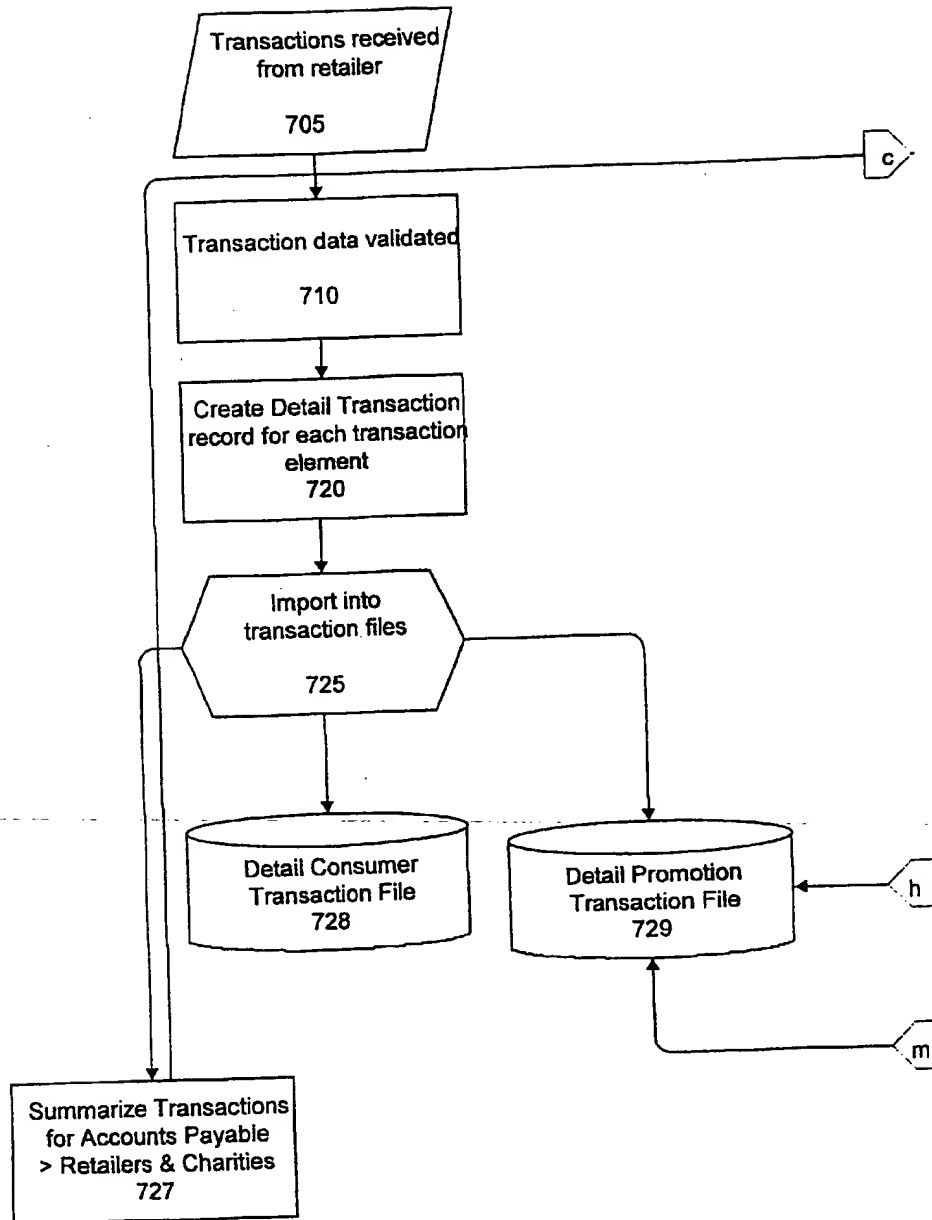 Transactions received
from retailer
705
c
Transaction data validated
710
Create Detail Transaction
record for each transaction
element
720
Import into
transaction files
725
Detail Consumer
Transaction File
728
Detail Promotion
Transaction File
729
h
m
Summarize Transactions
for Accounts Payable
> Retailers & Charities
727